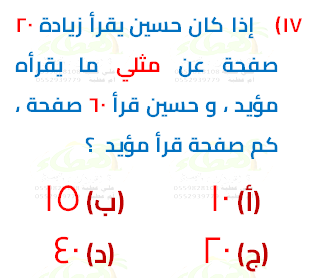 ١٧) إذا كان حسين يقرأ زيادة ٢٠
صفحة عن مثلي ما يقرأه
مؤيد ، و حسين قرأ ٦٠ صفحة ،
كم صفحة قرأ مؤيد ؟
(أ) ١٠ (ب) ١٥
(ج) ٢٠ (د) ٤٠